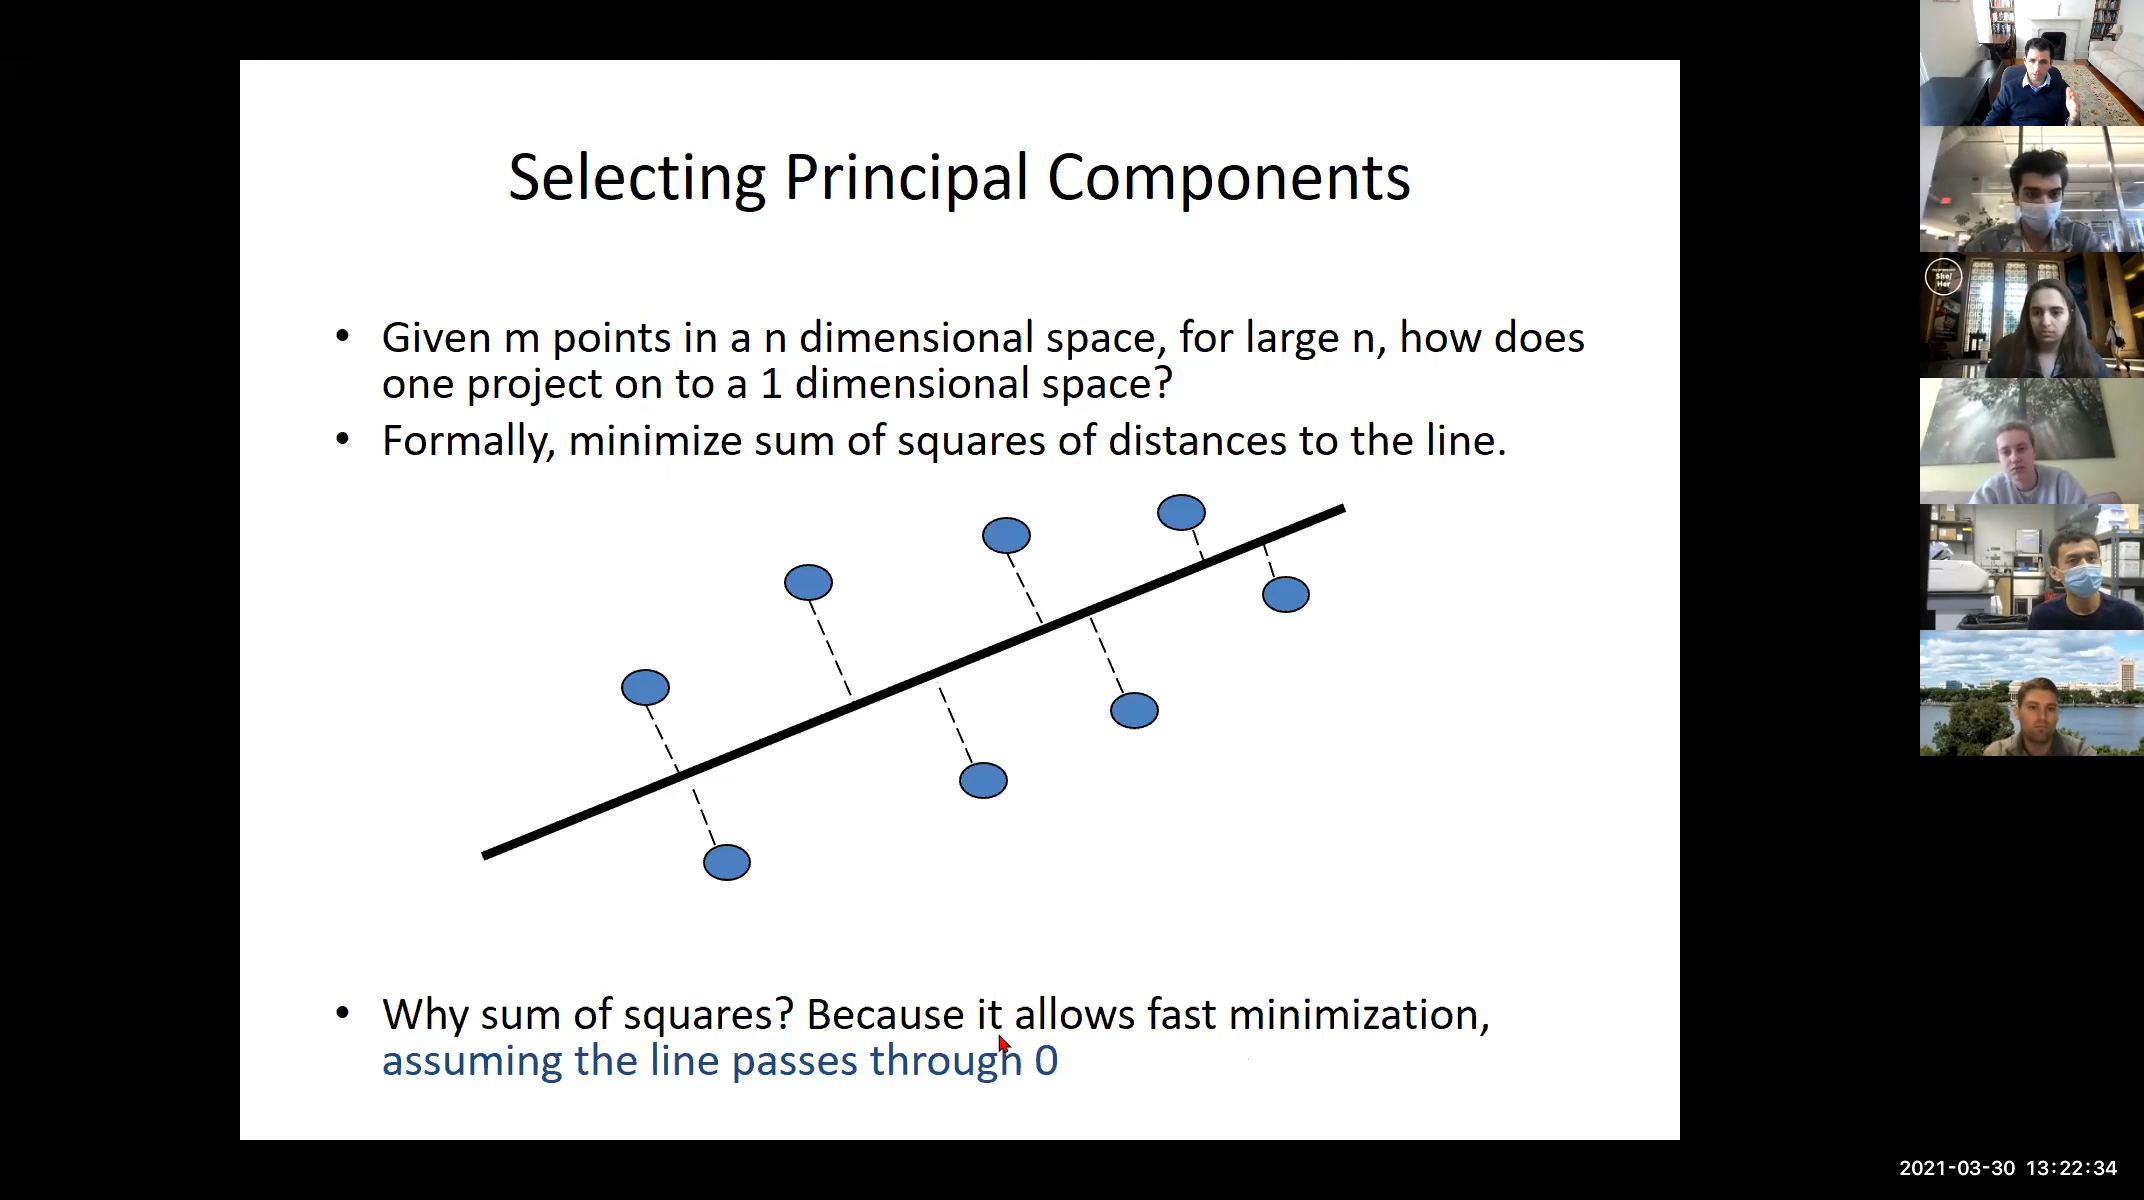 Selecting Principal Components
• Given m points in a n dimensional space, for large n, how does
one project on to a 1 dimensional space?
• Formally, minimize sum of squares of distances to the line.
• Why sum of squares? Because it allows fast minimization,
assuming the line passes through 0
She/
Her
2021-03-30 13:22:34